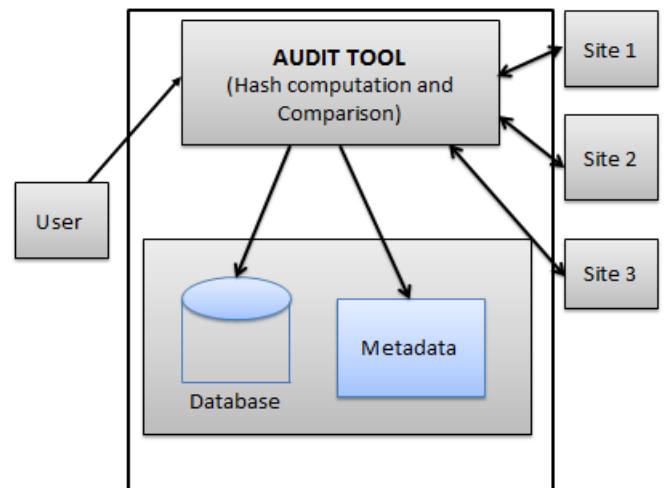 AUDIT TOOL
(Hash computation and
Comparison)
Site 1
Site 2
User
Site 3
Metadata
Database